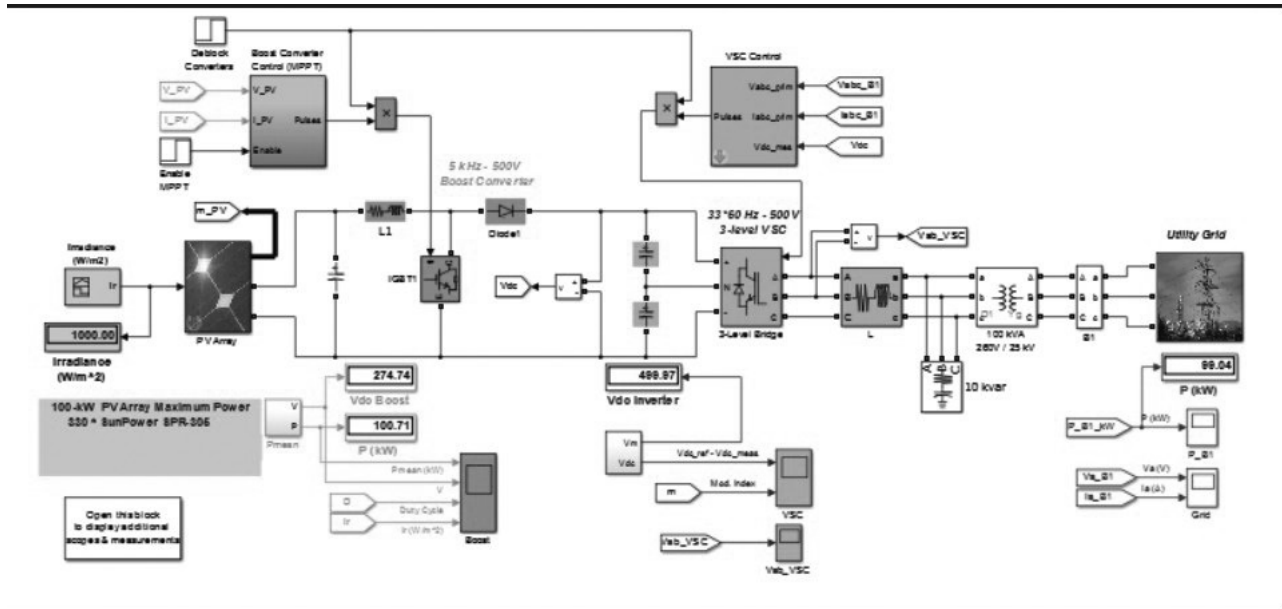 Deblock
Converters
Boost Converter
Control (MPPT)
V_PV
V_PV
I_PV
I_PV
Pulses
Enable
Enable
MPPT
×
VSC Control
Vabc_prim
Vabc_B1
×
Pulses
Iabc_prim
Iabc_B1
Vdc_mes
Vdc
5 kHz - 500V
Boost Converter
m_PV
L1
Diode1
33*60 Hz - 500 V
3-level VSC
Vab_VSC
Utility Grid
Irradiance
(W/m2)
Ir
IGBT1
Vdc
v
+
-
+
N
-
A
B
C
3-Level Bridge
A
B
C
a
b
c
L
v
+
-
a
b
c
A
B
C
100 kVA
260V / 25 kV
A
B
C
a
b
c
B1
PV Array
1000.00
Irradiance
(W/m^2)
A B C
10 kvar
99.04
P (kW)
274.74
Vdc Boost
499.97
Vdc Inverter
100-kW PV Array Maximum Power
330 * SunPower SPR-305
V
P
Pmean
100.71
P (kW)
P_B1_kW
P (kW)
P_B1
Vm
Vdc
Vdc_ref - Vdc_meas
Pmean (kW)
V
m
Mod. Index
VSC
Va_B1
Va (V)
Ia_B1
Ia (A)
Grid
D
Duty Cycle
Ir
Ir (W/m^2)
Boost
Open this block
to display additional
scopes & measurements
Vab_VSC
Vab_VSC